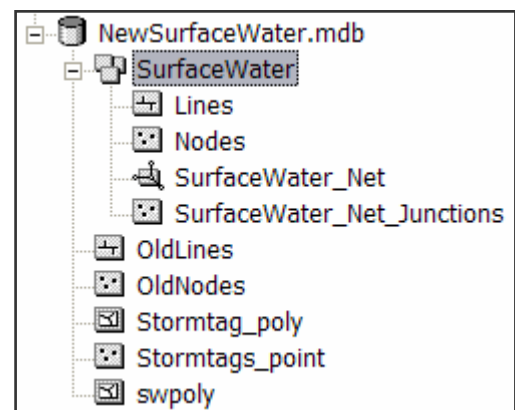 NewSurfaceWater.mdb
SurfaceWater
Lines
Nodes
SurfaceWater_Net
SurfaceWater_Net_Junctions
OldLines
OldNodes
Stormtag_poly
Stormtags_point
swpoly